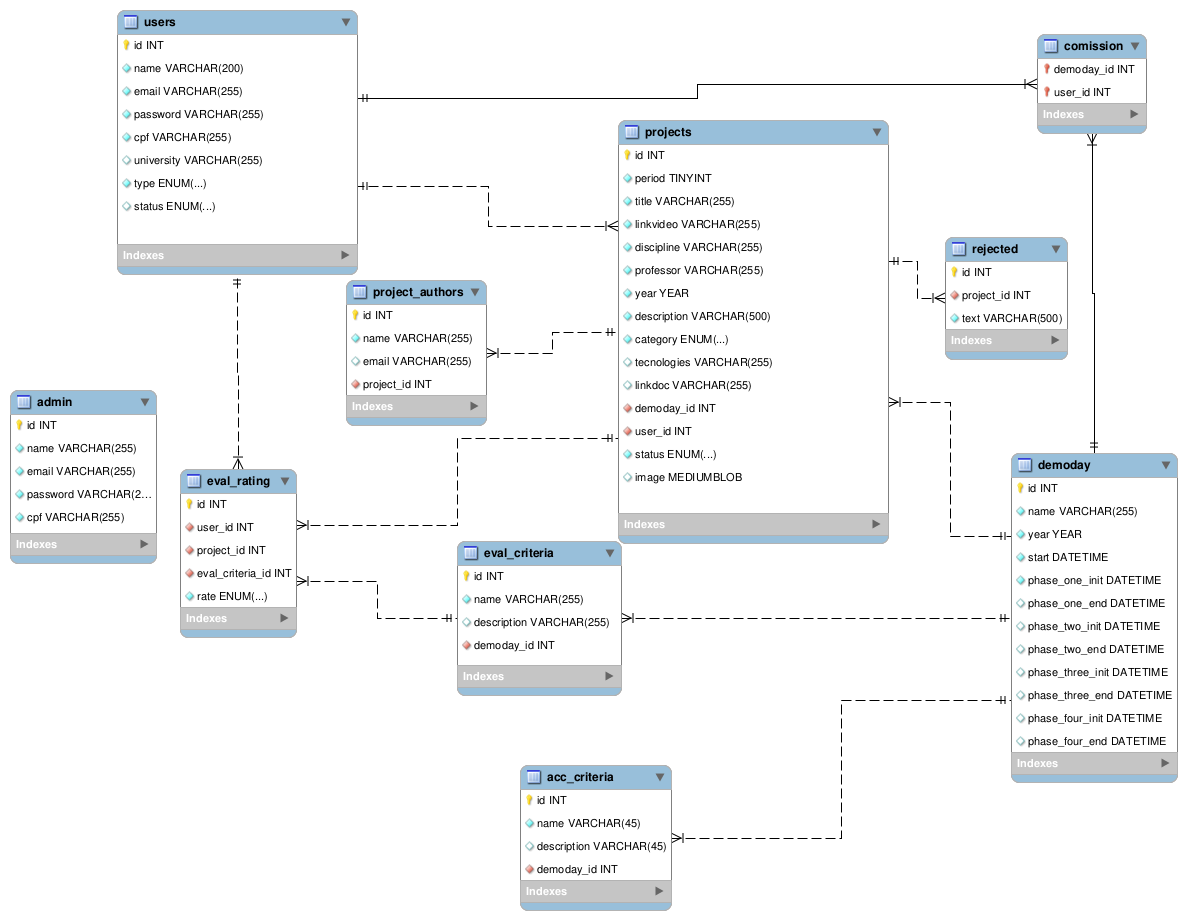 users
id INT
name VARCHAR(200)
email VARCHAR(255)
password VARCHAR(255)
cpf VARCHAR(255)
university VARCHAR(255)
type ENUM(...)
status ENUM(...)
Indexes
comission
demoday_id INT
user_id INT
Indexes
projects
id INT
period TINYINT
title VARCHAR(255)
linkvideo VARCHAR(255)
discipline VARCHAR(255)
professor VARCHAR(255)
year YEAR
description VARCHAR(500)
category ENUM(...)
tecnologies VARCHAR(255)
linkdoc VARCHAR(255)
demoday_id INT
user_id INT
status ENUM(...)
image MEDIUMBLOB
Indexes
rejected
id INT
project_id INT
text VARCHAR(500)
Indexes
project_authors
id INT
name VARCHAR(255)
email VARCHAR(255)
project_id INT
Indexes
admin
id INT
name VARCHAR(255)
email VARCHAR(255)
password VARCHAR(2...
cpf VARCHAR(255)
Indexes
eval_rating
id INT
user_id INT
project_id INT
eval_criteria_id INT
rate ENUM(...)
Indexes
eval_criteria
id INT
name VARCHAR(255)
description VARCHAR(255)
demoday_id INT
Indexes
demoday
id INT
name VARCHAR(255)
year YEAR
start DATETIME
phase_one_init DATETIME
phase_one_end DATETIME
phase_two_init DATETIME
phase_two_end DATETIME
phase_three_init DATETIME
phase_three_end DATETIME
phase_four_init DATETIME
phase_four_end DATETIME
Indexes
acc_criteria
id INT
name VARCHAR(45)
description VARCHAR(45)
demoday_id INT
Indexes